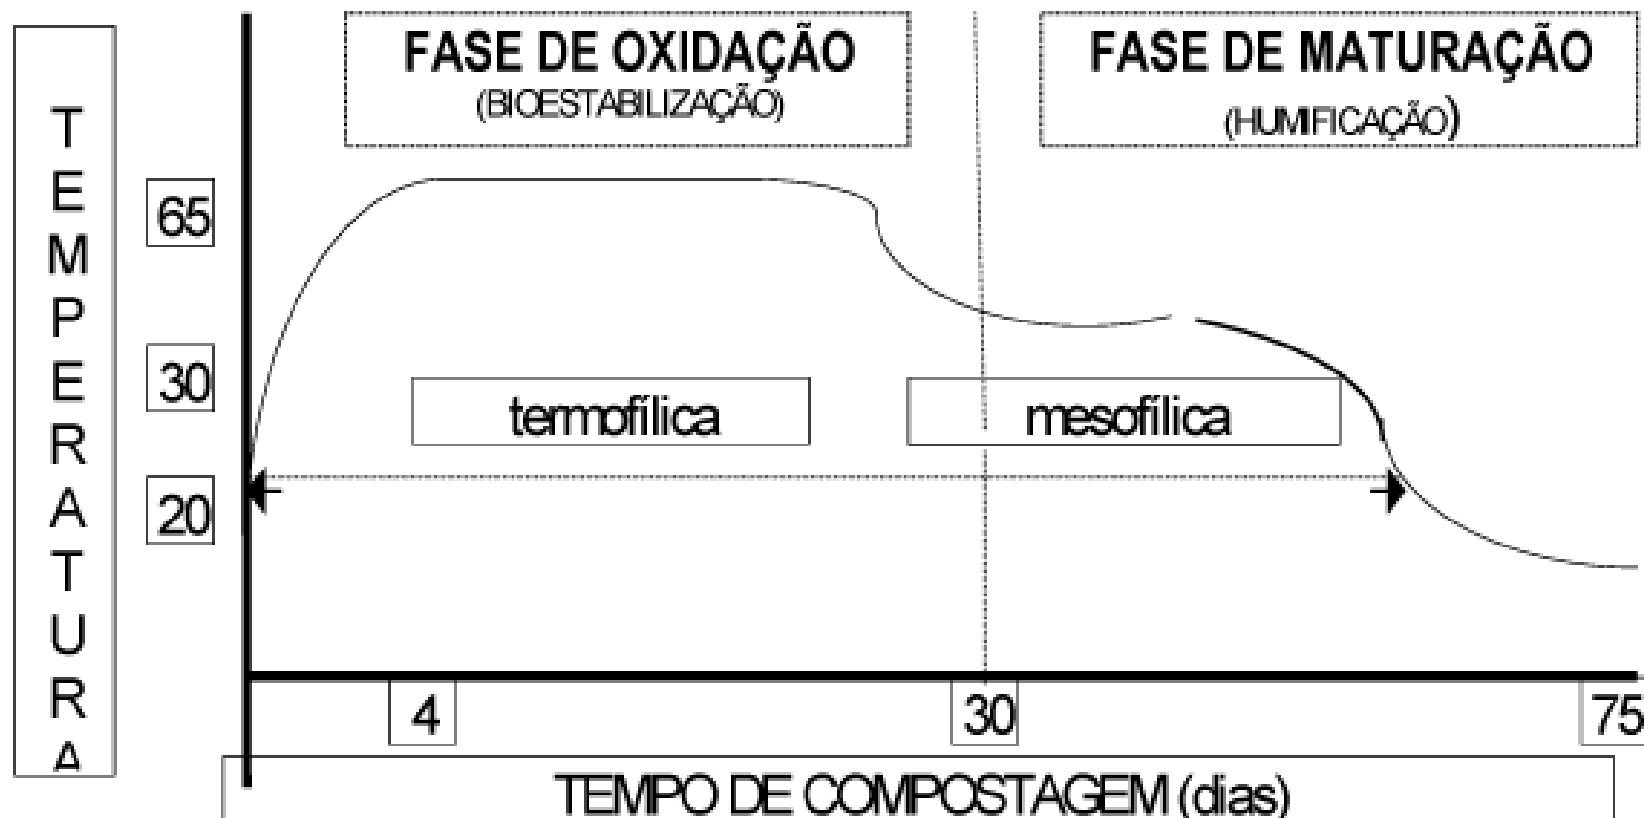 TEMPERATURA
FASE DE OXIDAÇÃO
(BIOESTABILIZAÇÃO)
FASE DE MATURAÇÃO
(HUMIFICAÇÃO)
65
30
20
termofílica
mesofílica
4
30
75
TEMPO DE COMPOSTAGEM (dias)